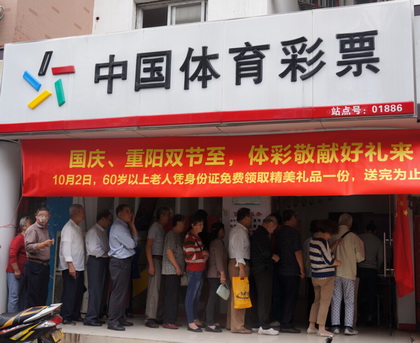 中国体育彩票
站点号：01886
国庆、重阳双节至，体彩敬献好礼来
10月2日，60岁以上老人凭身份证免费领取精美礼品一份，送完为止